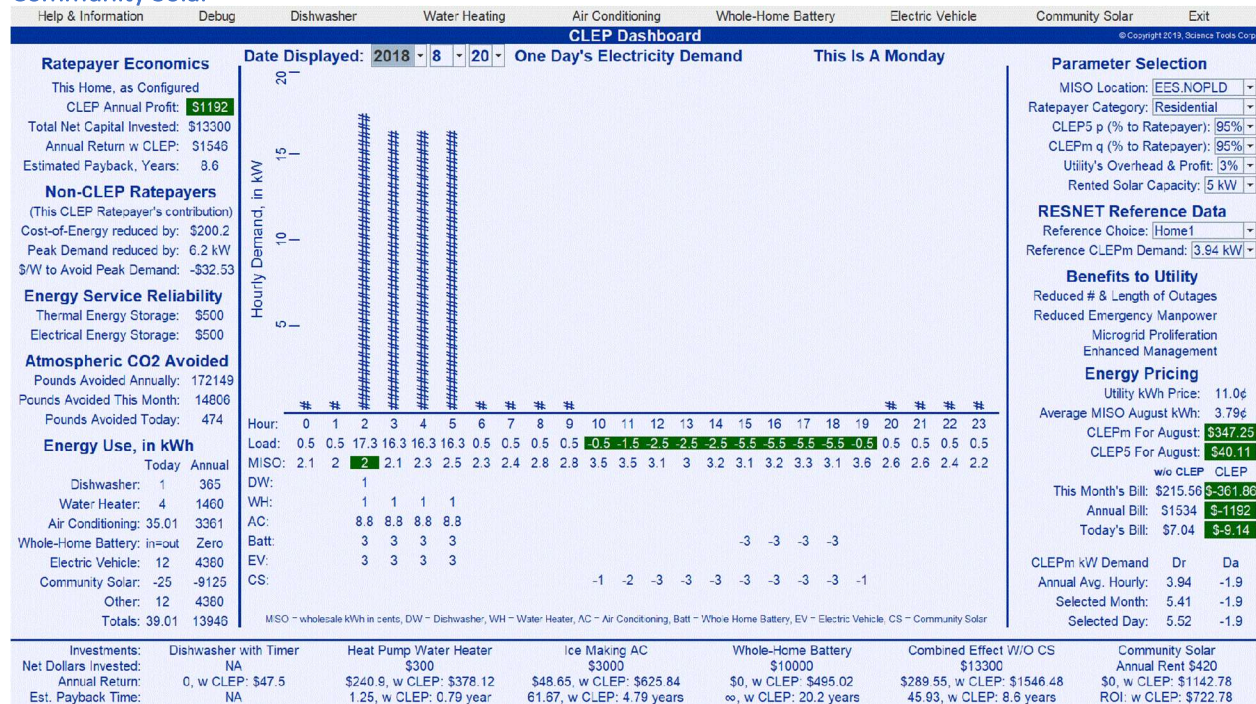 Community Solar
Help & Information Debug Dishwasher Water Heating Air Conditioning Whole-Home Battery Electric Vehicle Community Solar Exit
CLEP Dashboard
© Copyright 2019, Science Tools Corp
Ratepayer Economics
This Home, as Configured
CLEP Annual Profit: $1192
Total Net Capital Invested: $13300
Annual Return w CLEP: $1546
Estimated Payback, Years: 8.6
Non-CLEP Ratepayers
(This CLEP Ratepayer's contribution)
Cost-of-Energy reduced by: $200.2
Peak Demand reduced by: 6.2 kW
$/W to Avoid Peak Demand: -$32.53
Energy Service Reliability
Thermal Energy Storage: $500
Electrical Energy Storage: $500
Atmospheric CO2 Avoided
Pounds Avoided Annually: 172149
Pounds Avoided This Month: 14806
Pounds Avoided Today: 474
Energy Use, in kWh
Today Annual
Dishwasher: 1 365
Water Heater: 4 1460
Air Conditioning: 35.01 3361
Whole-Home Battery: in=out Zero
Electric Vehicle: 12 4380
Community Solar: -25 -9125
Other: 12 4380
Totals: 39.01 13946
Date Displayed: 2018 8 20 One Day's Electricity Demand This Is A Monday
Hourly Demand, in kW
20
15
10
5
Hour: 0 1 2 3 4 5 6 7 8 9 10 11 12 13 14 15 16 17 18 19 20 21 22 23
Load: 0.5 0.5 17.3 16.3 16.3 16.3 0.5 0.5 0.5 0.5 -0.5 -1.5 -2.5 -2.5 -2.5 -5.5 -5.5 -5.5 -5.5 -0.5 0.5 0.5 0.5 0.5
MISO: 2.1 2 2 2.1 2.3 2.5 2.3 2.4 2.8 2.8 3.5 3.5 3.1 3 3.2 3.1 3.2 3.3 3.1 3.6 2.6 2.6 2.4 2.2
DW: 1
WH: 1 1 1 1
AC: 8.8 8.8 8.8 8.8
Batt: 3 3 3 3 -3 -3 -3 -3
EV: 3 3 3 3
CS: -1 -2 -3 -3 -3 -3 -3 -3 -3 -1
MISO = wholesale kWh in cents, DW = Dishwasher, WH = Water Heater, AC = Air Conditioning, Batt = Whole Home Battery, EV = Electric Vehicle, CS = Community Solar
Parameter Selection
MISO Location: EES.NOPLD
Ratepayer Category: Residential
CLEP5 p (% to Ratepayer): 95%
CLEPm q (% to Ratepayer): 95%
Utility's Overhead & Profit: 3%
Rented Solar Capacity: 5 kW
RESNET Reference Data
Reference Choice: Home1
Reference CLEPm Demand: 3.94 kW
Benefits to Utility
Reduced # & Length of Outages
Reduced Emergency Manpower
Microgrid Proliferation
Enhanced Management
Energy Pricing
Utility kWh Price: 11.0¢
Average MISO August kWh: 3.79¢
CLEPm For August: $347.25
CLEP5 For August: $40.11
w/o CLEP CLEP
This Month's Bill: $215.56 $-361.86
Annual Bill: $1534 $-1192
Today's Bill: $7.04 $-9.14
CLEPm kW Demand Dr Da
Annual Avg. Hourly: 3.94 -1.9
Selected Month: 5.41 -1.9
Selected Day: 5.52 -1.9
Investments: Dishwasher with Timer Heat Pump Water Heater Ice Making AC Whole-Home Battery Combined Effect W/O CS Community Solar
Net Dollars Invested: NA $300 $3000 $10000 $13300 Annual Rent $420
Annual Return: 0, w CLEP: $47.5 $240.9, w CLEP: $378.12 $48.65, w CLEP: $625.84 $0, w CLEP: $495.02 $289.55, w CLEP: $1546.48 $0, w CLEP: $1142.78
Est. Payback Time: NA 1.25, w CLEP: 0.79 year 61.67, w CLEP: 4.79 years ∞, w CLEP: 20.2 years 45.93, w CLEP: 8.6 years ROI: w CLEP: $722.78